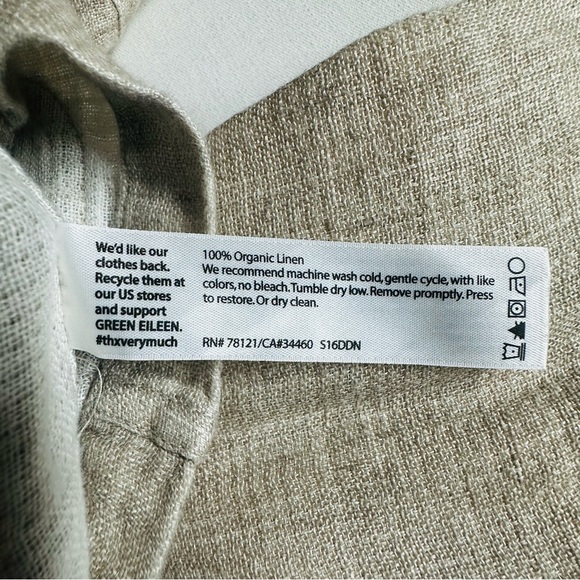 We'd like our
clothes back.
Recycle them at
our US stores
and support
GREEN EILEEN.
#thxverymuch
100% Organic Linen
We recommend machine wash cold, gentle cycle, with like
colors, no bleach. Tumble dry low. Remove promptly. Press
to restore. Or dry clean.
RN# 78121/CA#34460 S16DDN